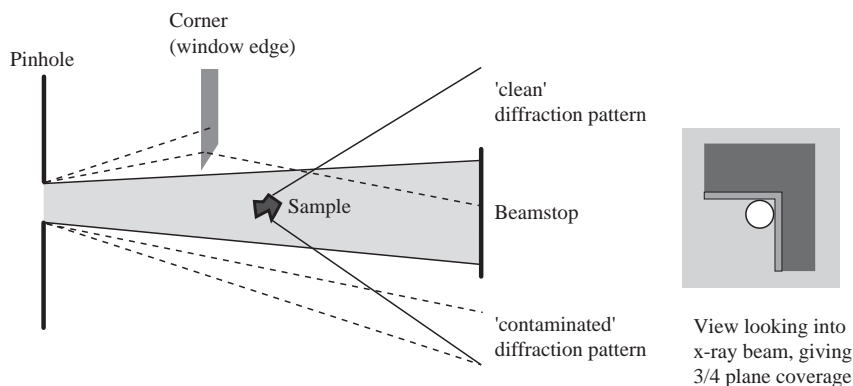 Corner
(window edge)
Pinhole
'clean'
diffraction pattern
Sample
Beamstop
'contaminated'
diffraction pattern
View looking into
x-ray beam, giving
3/4 plane coverage